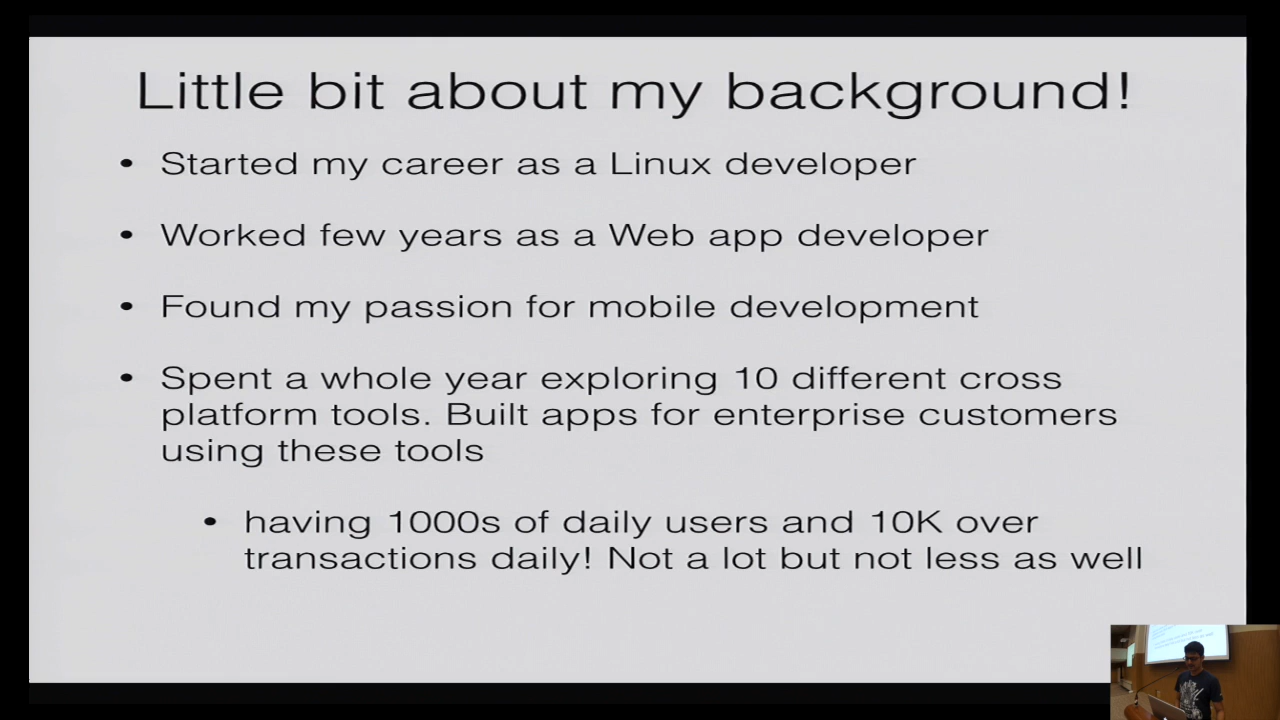 Little bit about my background!
• Started my career as a Linux developer
• Worked few years as a Web app developer
• Found my passion for mobile development
• Spent a whole year exploring 10 different cross
platform tools. Built apps for enterprise customers
using these tools
• having 1000s of daily users and 10K over
transactions daily! Not a lot but not less as well